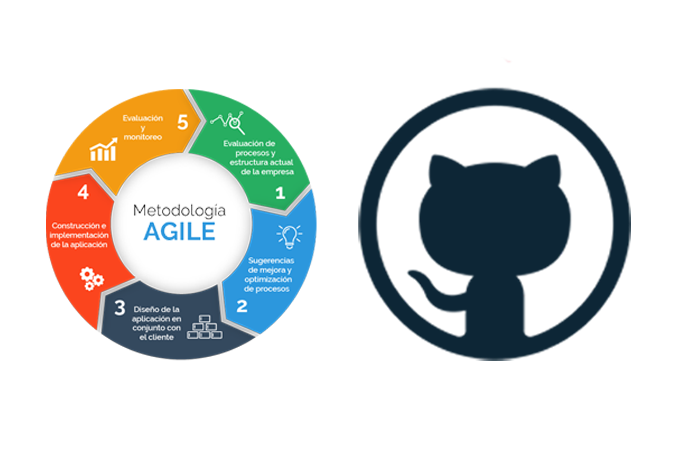 Metodología
AGILE
1
Evaluación de
procesos y
estructura actual
de la empresa
2
Sugerencias
de mejora y
optimización
de procesos
3
Diseño de la
aplicación en
conjunto con
el cliente
4
Construcción e
implementación
de la aplicación
5
Evaluación
y
monitoreo